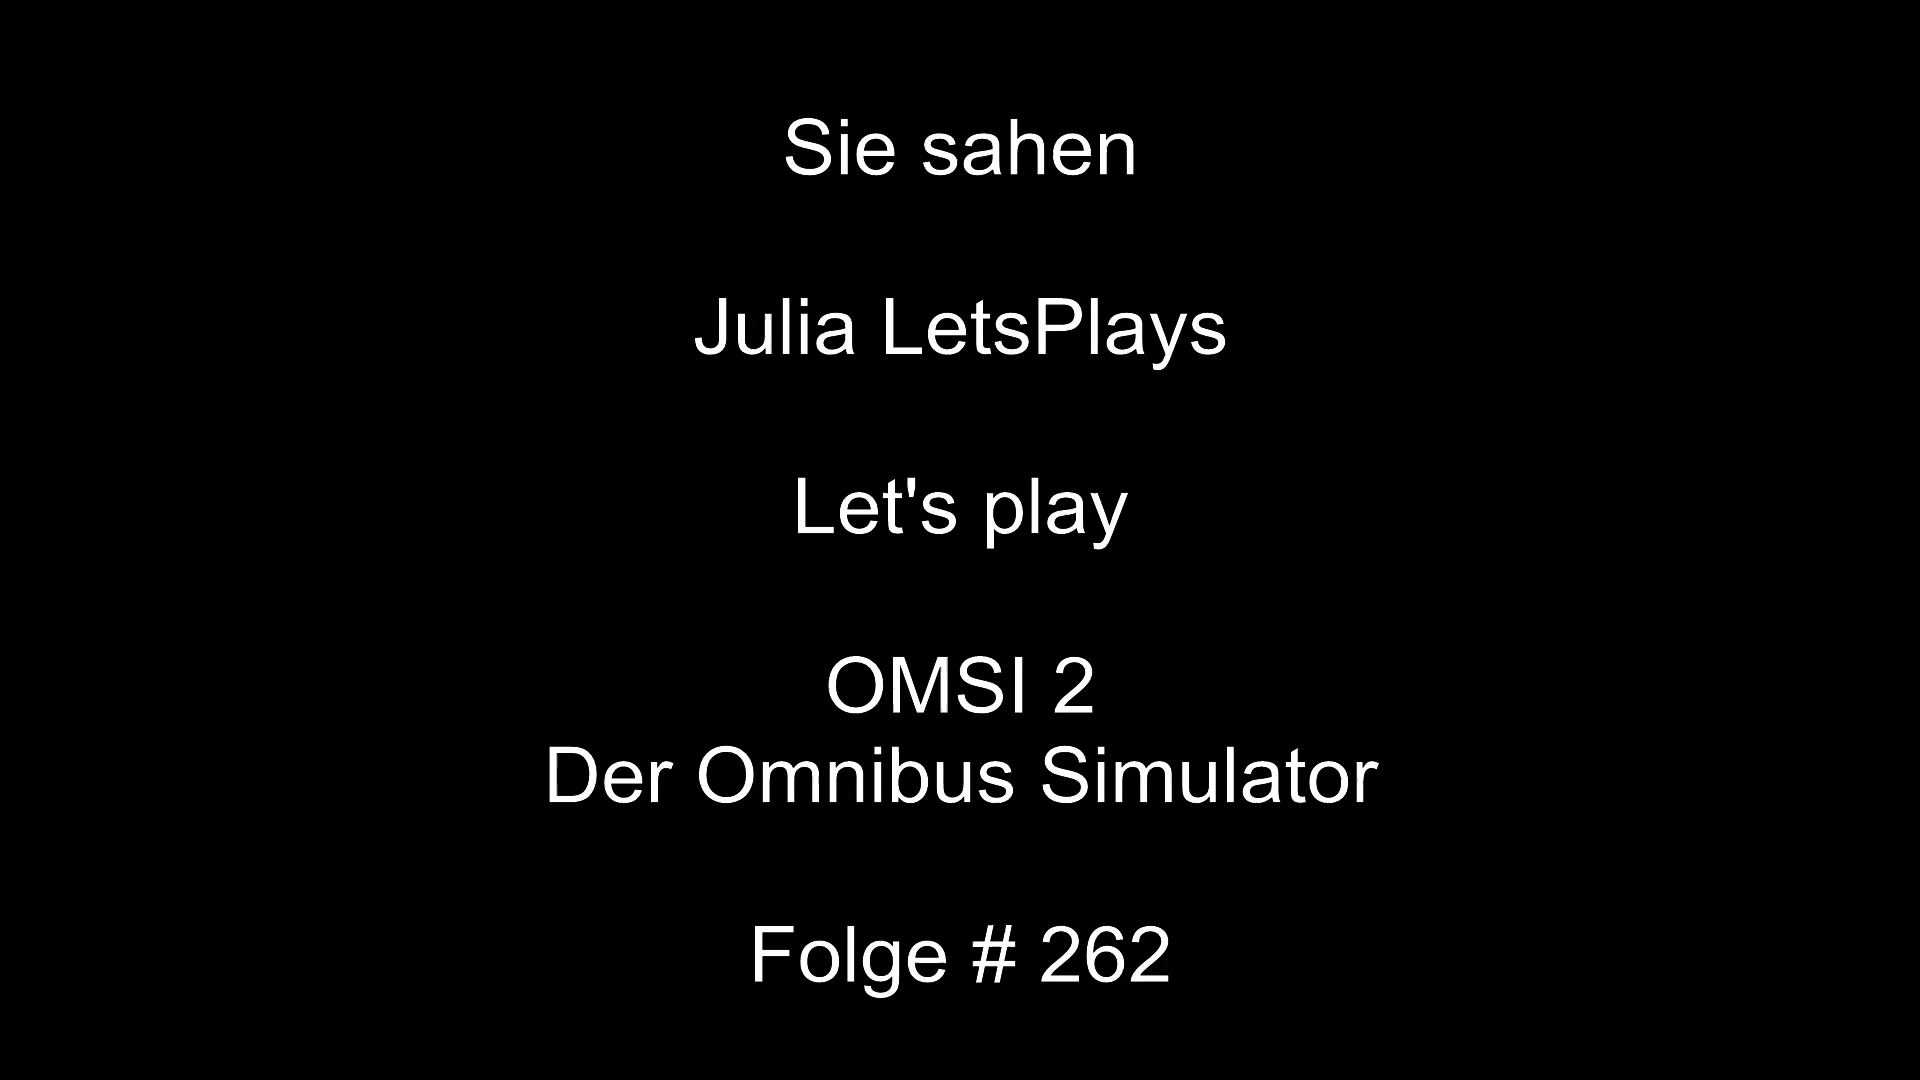 Sie sahen
Julia LetsPlays
Let's play
OMSI 2
Der Omnibus Simulator
Folge # 262